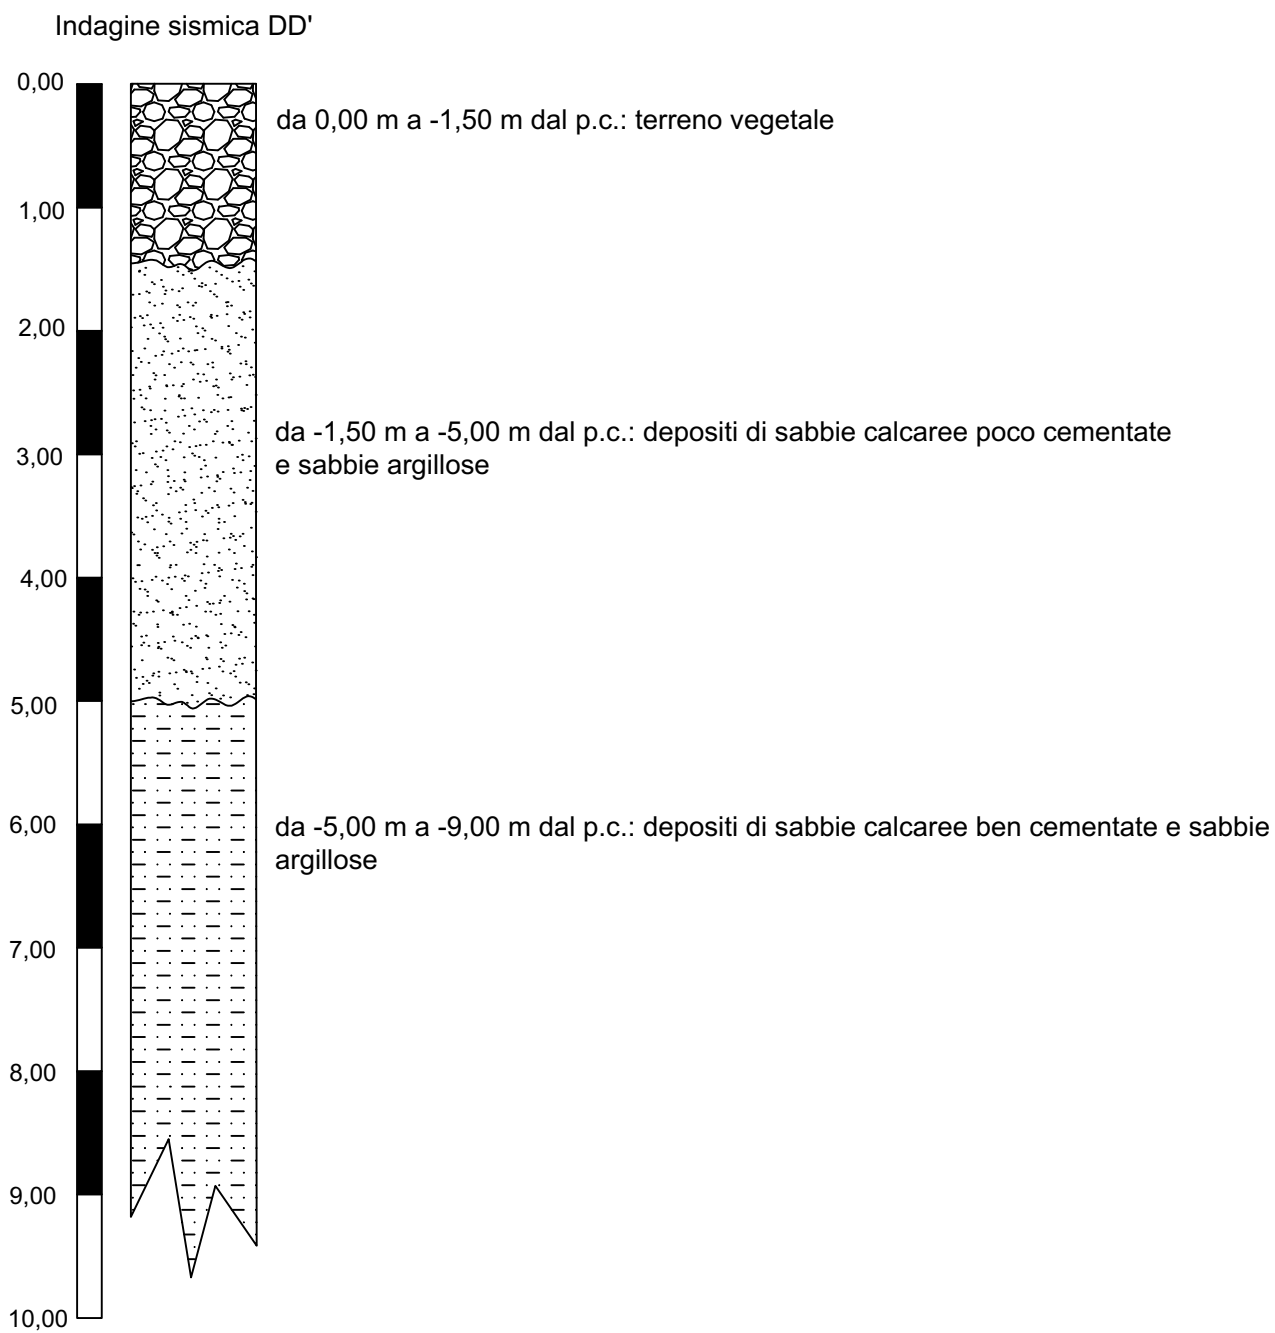 Indagine sismica DD'
0,00
da 0,00 m a -1,50 m dal p.c.: terreno vegetale
1,00
2,00
da -1,50 m a -5,00 m dal p.c.: depositi di sabbie calcaree poco cementate
e sabbie argillose
3,00
4,00
5,00
6,00
da -5,00 m a -9,00 m dal p.c.: depositi di sabbie calcaree ben cementate e sabbie
argillose
7,00
8,00
9,00
10,00